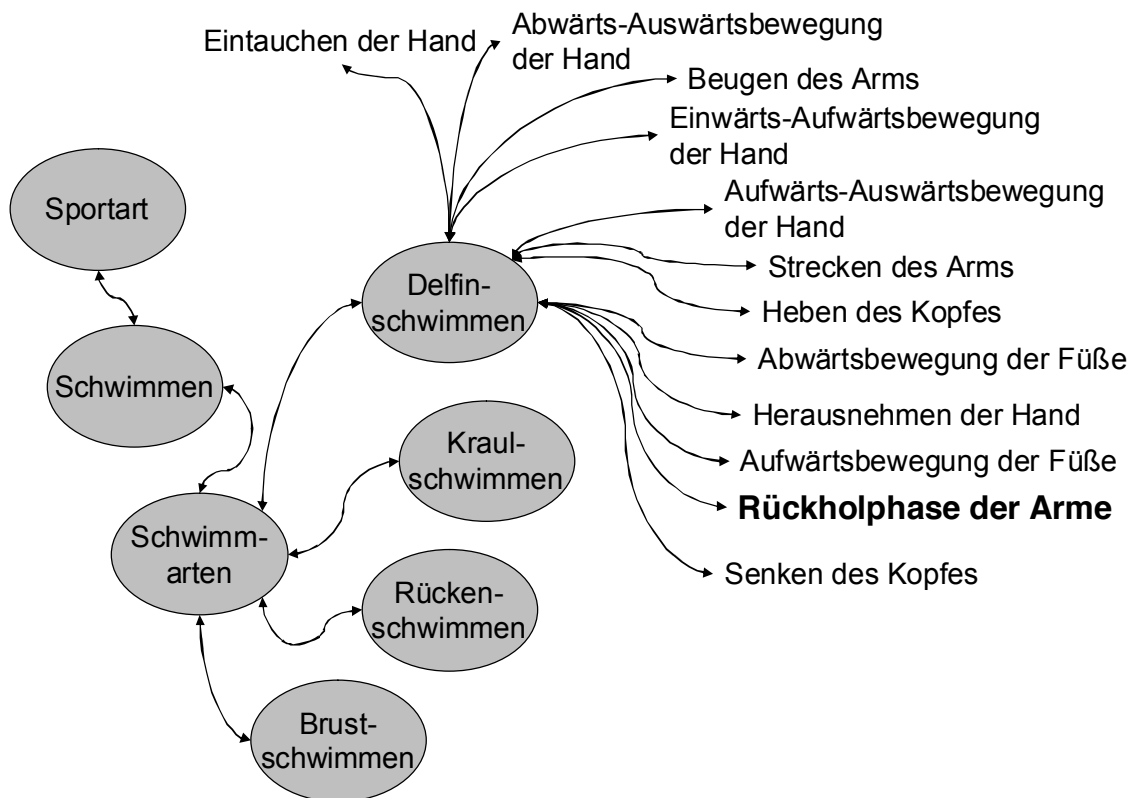 Eintauchen der Hand
Abwärts-Auswärtsbewegung
der Hand
Beugen des Arms
Einwärts-Aufwärtsbewegung
der Hand
Aufwärts-Auswärtsbewegung
der Hand
Strecken des Arms
Heben des Kopfes
Abwärtsbewegung der Füße
Herausnehmen der Hand
Aufwärtsbewegung der Füße
Rückholphase der Arme
Senken des Kopfes
Sportart
Schwimmen
Delfin-
schwimmen
Schwimm-
arten
Kraul-
schwimmen
Rücken-
schwimmen
Brust-
schwimmen